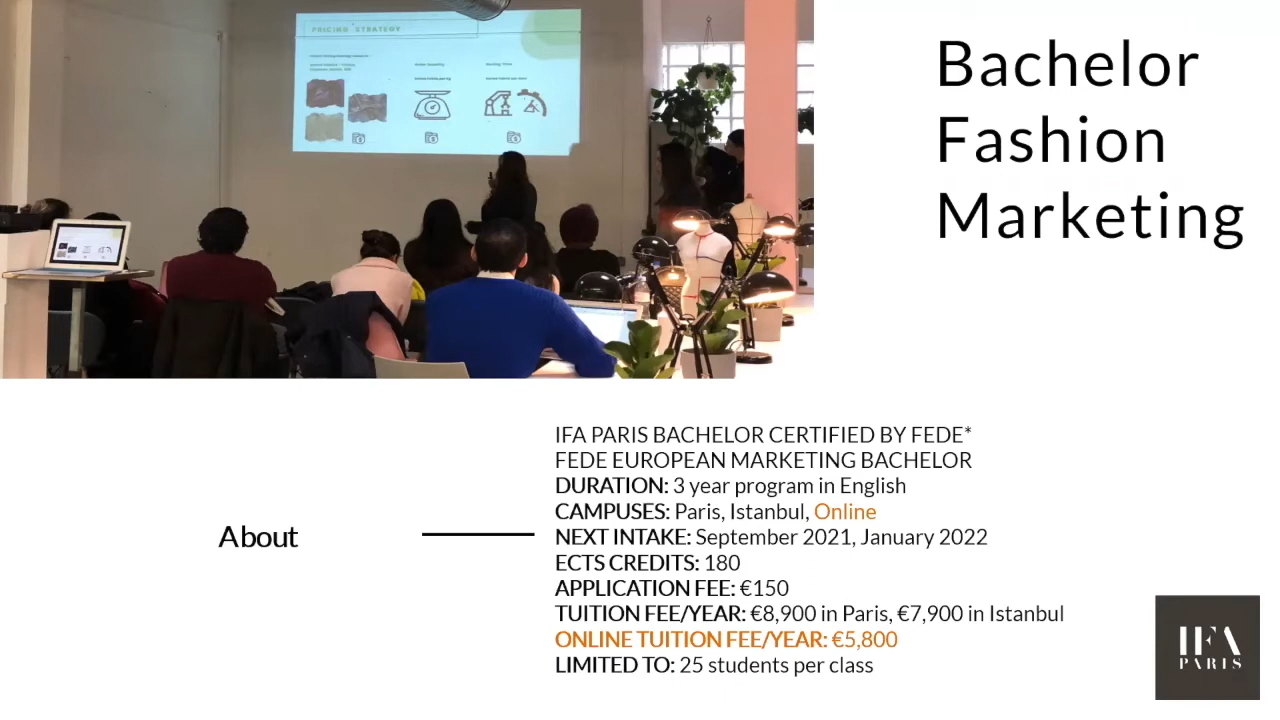 PRICING STRATEGY
Bachelor
Fashion
Marketing
About
IFA PARIS BACHELOR CERTIFIED BY FEDE*
FEDE EUROPEAN MARKETING BACHELOR
DURATION: 3 year program in English
CAMPUSES: Paris, Istanbul, Online
NEXT INTAKE: September 2021, January 2022
ECTS CREDITS: 180
APPLICATION FEE: €150
TUITION FEE/YEAR: €8,900 in Paris, €7,900 in Istanbul
ONLINE TUITION FEE/YEAR: €5,800
LIMITED TO: 25 students per class
IFA
PARIS